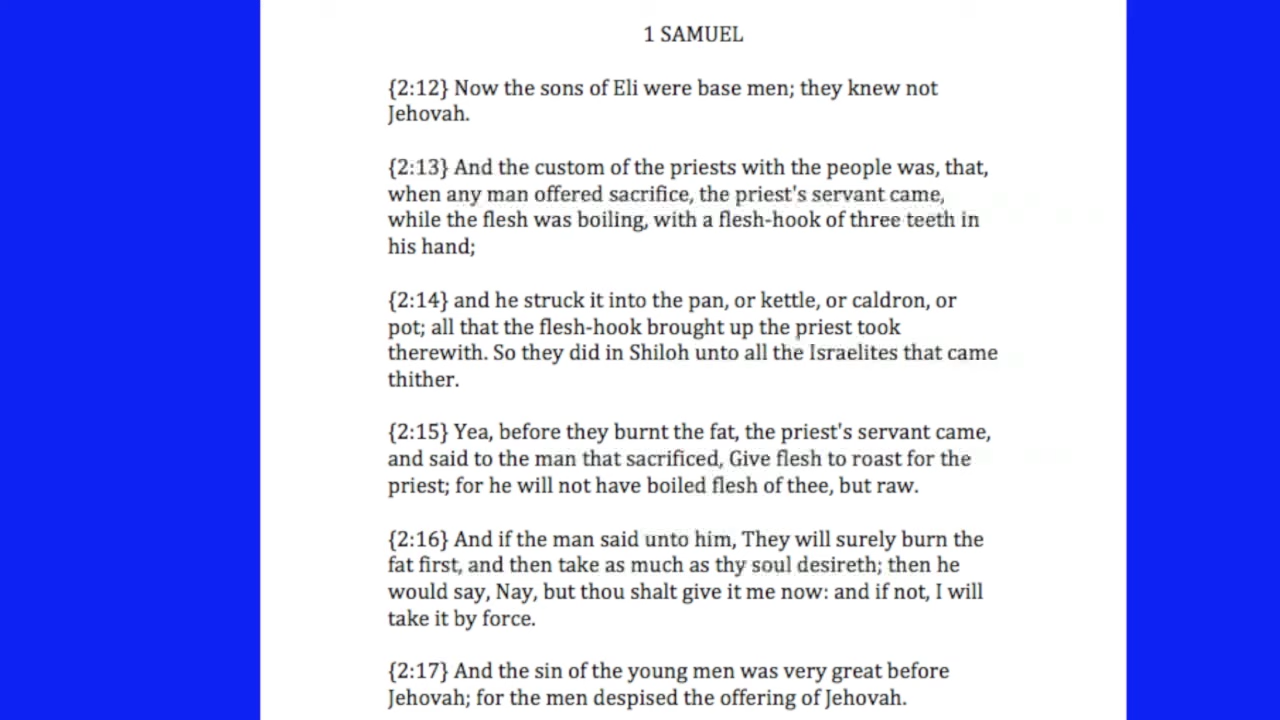 1 SAMUEL
{2:12} Now the sons of Eli were base men; they knew not
Jehovah.
{2:13} And the custom of the priests with the people was, that,
when any man offered sacrifice, the priest's servant came,
while the flesh was boiling, with a flesh-hook of three teeth in
his hand;
{2:14} and he struck it into the pan, or kettle, or caldron, or
pot; all that the flesh-hook brought up the priest took
therewith. So they did in Shiloh unto all the Israelites that came
thither.
{2:15} Yea, before they burnt the fat, the priest's servant came,
and said to the man that sacrificed, Give flesh to roast for the
priest; for he will not have boiled flesh of thee, but raw.
{2:16} And if the man said unto him, They will surely burn the
fat first, and then take as much as thy soul desireth; then he
would say, Nay, but thou shalt give it me now: and if not, I will
take it by force.
{2:17} And the sin of the young men was very great before
Jehovah; for the men despised the offering of Jehovah.